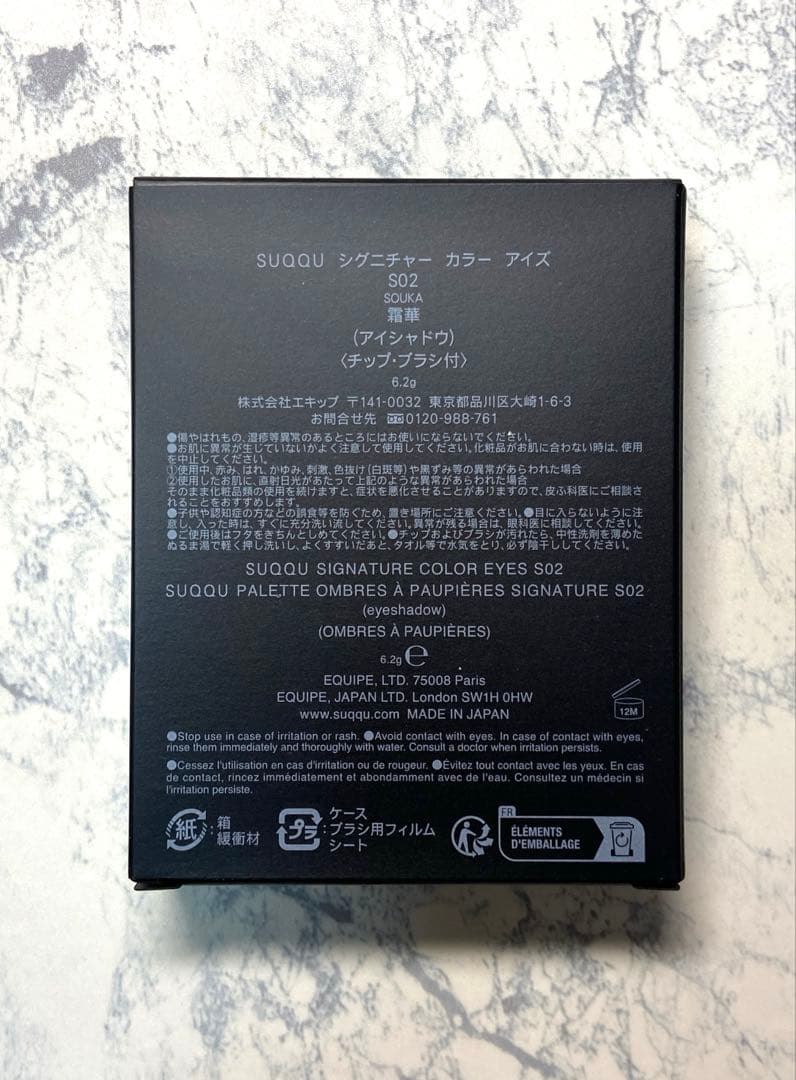 SUQQU シグニチャー カラー アイズ
S02
SOUKA
霜華
(アイシャドウ)
〈チップ・ブラシ付〉
6.2g
株式会社エキップ 〒141-0032 東京都品川区大崎1-6-3
お問合せ先 0120-988-761
●傷やはれもの、湿疹等異常のあるところにはお使いにならないでください。
●お肌に異常が生じていないかよく注意して使用してください。化粧品がお肌に合わない時は、使用
を中止してください。
①使用中、赤み、はれ、かゆみ、刺激、色抜け(白斑等)や黒ずみ等の異常があらわれた場合
②使用したお肌に、直射日光があたって上記のような異常があらわれた場合
そのまま化粧品類の使用を続けますと、症状を悪化させることがありますので、皮ふ科医にご相談さ
れることをおすすめします。
●子供や認知症の方などの誤食等を防ぐため、置き場所にご注意ください。●目に入らないように注
意し、入った時は、すぐに充分洗い流してください。異常が残る場合は、眼科医に相談してください。
●ご使用後はフタをきちんとしめてください。●チップおよびブラシが汚れたら、中性洗剤を薄めた
ぬるま湯で軽く押し洗いし、よくすすいだあと、タオル等で水気をとり、必ず陰干ししてください。
SUQQU SIGNATURE COLOR EYES S02
SUQQU PALETTE OMBRES À PAUPIÈRES SIGNATURE S02
(eyeshadow)
(OMBRES À PAUPIÈRES)
6.2g ℮
EQUIPE, LTD. 75008 Paris
EQUIPE, JAPAN LTD. London SW1H 0HW
www.suqqu.com MADE IN JAPAN
12M
●Stop use in case of irritation or rash. ●Avoid contact with eyes. In case of contact with eyes,
rinse them immediately and thoroughly with water. Consult a doctor when irritation persists.
●Cessez l'utilisation en cas d'irritation ou de rougeur. ●Évitez tout contact avec les yeux. En cas
de contact, rincez immédiatement et abondamment avec de l'eau. Consultez un médecin si
l'irritation persiste.
紙:箱
緩衝材
プラ:ケース
ブラシ用フィルム
シート
FR
ÉLÉMENTS
D'EMBALLAGE